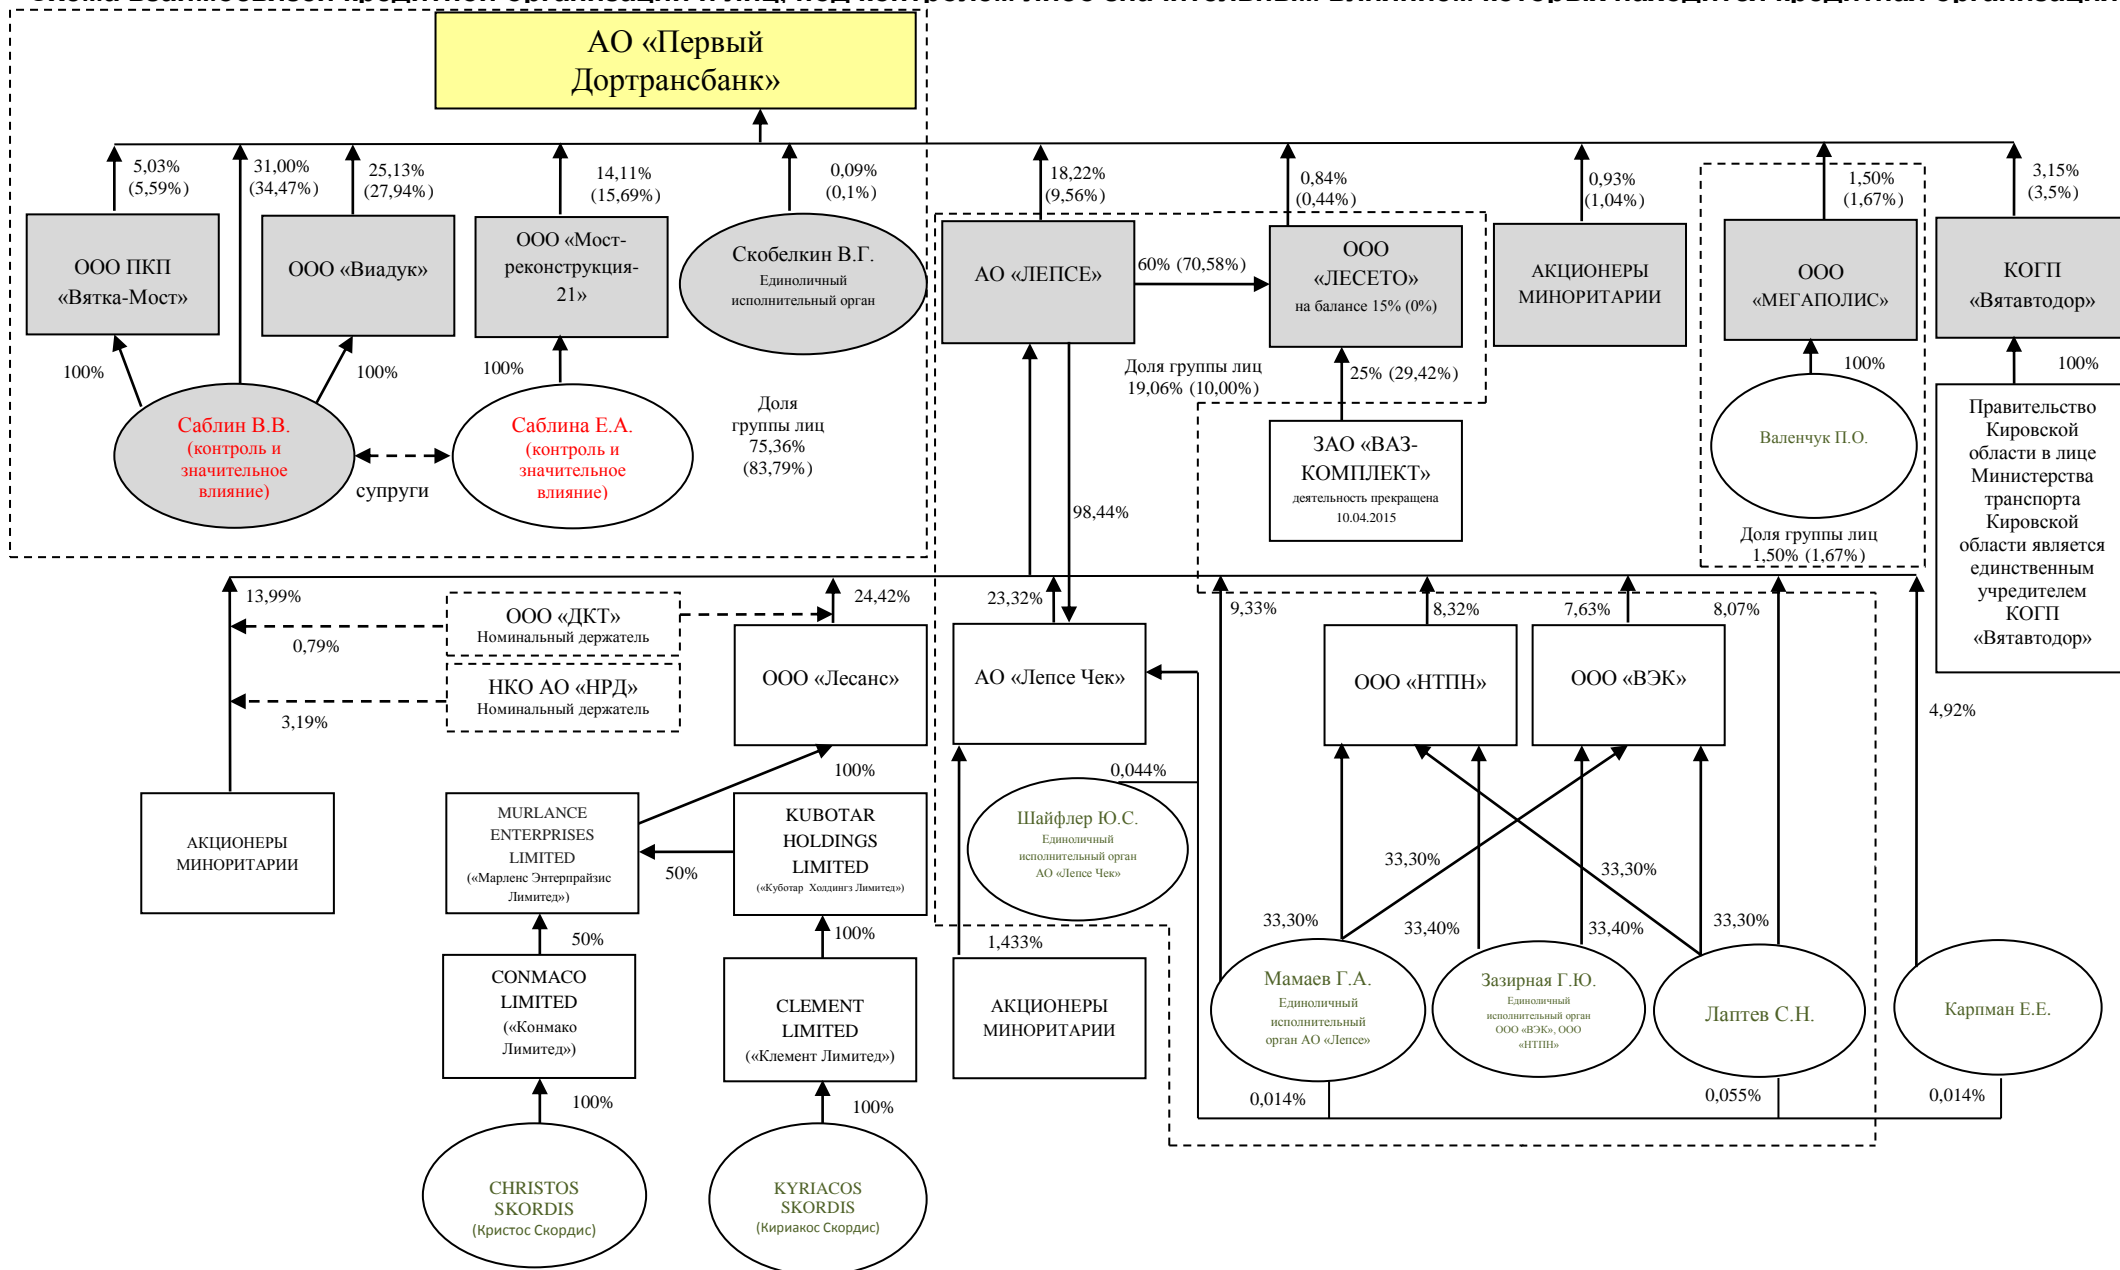 АО «Первый
Дортрансбанк»
5,03%
(5,59%)
31,00%
(34,47%)
25,13%
(27,94%)
14,11%
(15,69%)
0,09%
(0,1%)
18,22%
(9,56%)
0,84%
(0,44%)
0,93%
(1,04%)
1,50%
(1,67%)
3,15%
(3,5%)
ООО ПКП
«Вятка-Мост»
ООО «Виадук»
ООО «Мост-
реконструкция-
21»
Скобелкин В.Г.
Единоличный
исполнительный орган
АО «ЛЕПСЕ»
60% (70,58%)
ООО
«ЛЕСЕТО»
на балансе 15% (0%)
АКЦИОНЕРЫ
МИНОРИТАРИИ
ООО
«МЕГАПОЛИС»
КОГП
«Вятавтодор»
100%
100%
100%
Доля группы лиц
19,06% (10,00%)
25% (29,42%)
100%
100%
Саблин В.В.
(контроль и
значительное
влияние)
супруги
Саблина Е.А.
(контроль и
значительное
влияние)
Доля
группы лиц
75,36%
(83,79%)
98,44%
ЗАО «ВАЗ-
КОМПЛЕКТ»
деятельность прекращена
10.04.2015
Валенчук П.О.
Доля группы лиц
1,50% (1,67%)
Правительство
Кировской
области в лице
Министерства
транспорта
Кировской
области является
единственным
учредителем
КОГП
«Вятавтодор»
13,99%
24,42%
23,32%
9,33%
8,32%
7,63%
8,07%
ООО «ДКТ»
Номинальный держатель
0,79%
НКО АО «НРД»
Номинальный держатель
3,19%
ООО «Лесанс»
АО «Лепсе Чек»
ООО «НТПН»
ООО «ВЭК»
4,92%
100%
0,044%
АКЦИОНЕРЫ
МИНОРИТАРИИ
MURLANCE
ENTERPRISES
LIMITED
(«Марленс Энтерпрайзис
Лимитед»)
50%
KUBOTAR
HOLDINGS
LIMITED
(«Куботар Холдингз Лимитед»)
Шайфлер Ю.С.
Единоличный
исполнительный орган
АО «Лепсе Чек»
33,30%
33,30%
50%
100%
1,433%
33,30%
33,40%
33,40%
33,30%
CONMACO
LIMITED
(«Конмако
Лимитед»)
CLEMENT
LIMITED
(«Клемент Лимитед»)
АКЦИОНЕРЫ
МИНОРИТАРИИ
Мамаев Г.А.
Единоличный
исполнительный
орган АО «Лепсе»
Зазирная Г.Ю.
Единоличный
исполнительный орган
ООО «ВЭК», ООО
«НТПН»
Лаптев С.Н.
Карпман Е.Е.
100%
100%
0,014%
0,055%
0,014%
CHRISTOS
SKORDIS
(Кристос Скордис)
KYRIACOS
SKORDIS
(Кириакос Скордис)